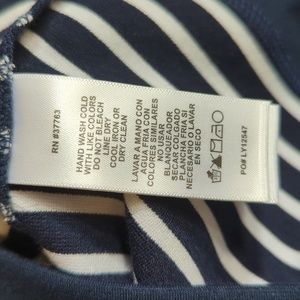 RN #37763
HAND WASH COLD
WITH LIKE COLORS
DO NOT BLEACH
LINE DRY
COOL IRON OR
DRY CLEAN
LAVAR A MANO CON
AGUA FRIA CON
COLORES SIMILARES
NO USAR
BLANQUEADOR
SECAR COLGADO
PLANCHA FRIA SI
NECESARIO O LAVAR
EN SECO
PO# LY12547